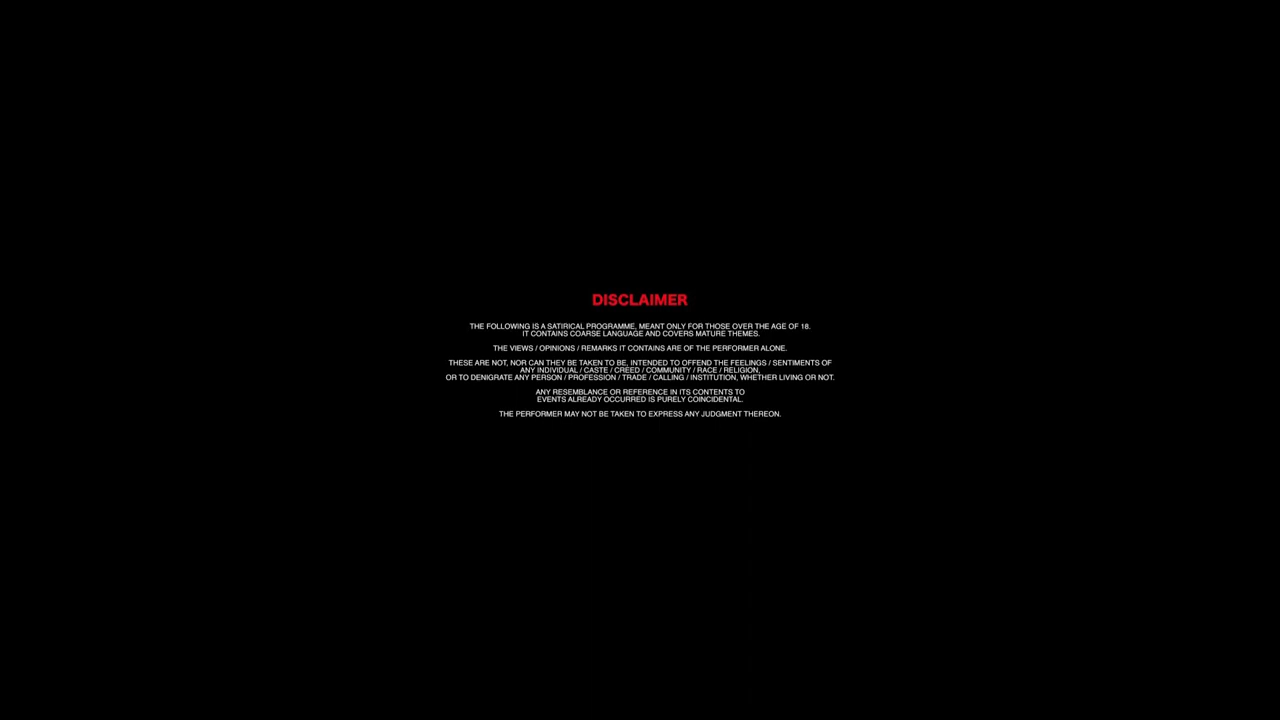 DISCLAIMER
THE FOLLOWING IS A SATIRICAL PROGRAMME, MEANT ONLY FOR THOSE OVER THE AGE OF 18.
IT CONTAINS COARSE LANGUAGE AND COVERS MATURE THEMES.
THE VIEWS / OPINIONS / REMARKS IT CONTAINS ARE OF THE PERFORMER ALONE.
THESE ARE NOT, NOR CAN THEY BE TAKEN TO BE, INTENDED TO OFFEND THE FEELINGS / SENTIMENTS OF
ANY INDIVIDUAL / CASTE / CREED / COMMUNITY / RACE / RELIGION,
OR TO DENIGRATE ANY PERSON / PROFESSION / TRADE / CALLING / INSTITUTION, WHETHER LIVING OR NOT.
ANY RESEMBLANCE OR REFERENCE IN ITS CONTENTS TO
EVENTS ALREADY OCCURRED IS PURELY COINCIDENTAL.
THE PERFORMER MAY NOT BE TAKEN TO EXPRESS ANY JUDGMENT THEREON.